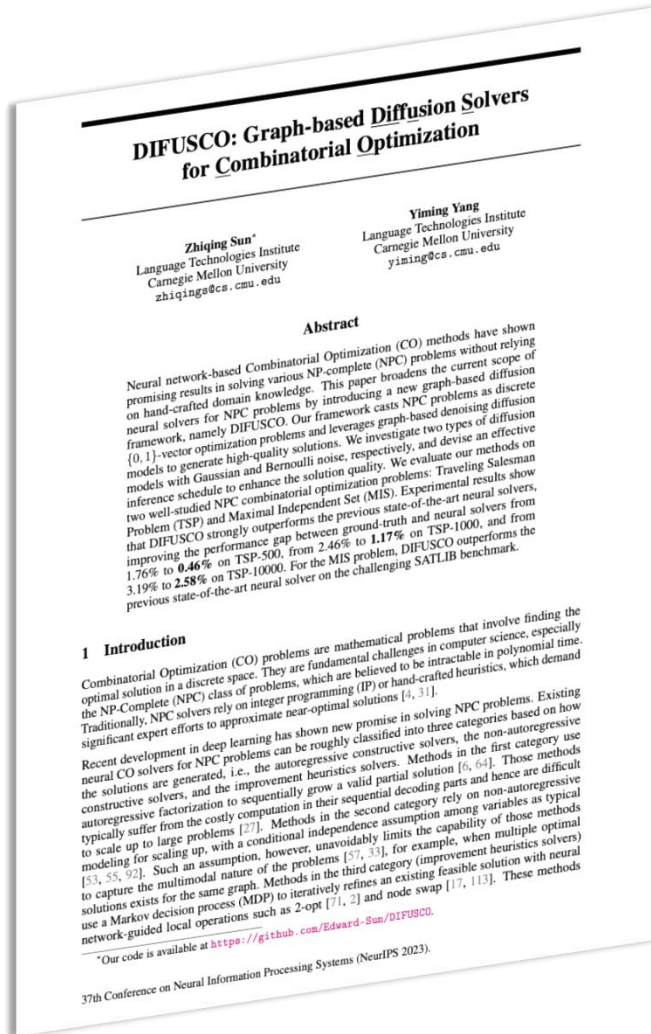 DIFUSCO: Graph-based Diffusion Solvers
for Combinatorial Optimization
Zhiqing Sun*
Language Technologies Institute
Carnegie Mellon University
zhiqings@cs.cmu.edu
Yiming Yang
Language Technologies Institute
Carnegie Mellon University
yiming@cs.cmu.edu
Abstract
Neural network-based Combinatorial Optimization (CO) methods have shown
promising results in solving various NP-complete (NPC) problems without relying
on hand-crafted domain knowledge. This paper broadens the current scope of
neural solvers for NPC problems by introducing a new graph-based diffusion
framework, namely DIFUSCO. Our framework casts NPC problems as discrete
{0, 1}-vector optimization problems and leverages graph-based denoising diffusion
models to generate high-quality solutions. We investigate two types of diffusion
models with Gaussian and Bernoulli noise, respectively, and devise an effective
inference schedule to enhance the solution quality. We evaluate our methods on
two well-studied NPC combinatorial optimization problems: Traveling Salesman
Problem (TSP) and Maximal Independent Set (MIS). Experimental results show
that DIFUSCO strongly outperforms the previous state-of-the-art neural solvers,
improving the performance gap between ground-truth and neural solvers from
1.76% to 0.46% on TSP-500, from 2.46% to 1.17% on TSP-1000, and from
3.19% to 2.58% on TSP-10000. For the MIS problem, DIFUSCO outperforms the
previous state-of-the-art neural solver on the challenging SATLIB benchmark.
1 Introduction
Combinatorial Optimization (CO) problems are mathematical problems that involve finding the
optimal solution in a discrete space. They are fundamental challenges in computer science, especially
the NP-Complete (NPC) class of problems, which are believed to be intractable in polynomial time.
Traditionally, NPC solvers rely on integer programming (IP) or hand-crafted heuristics, which demand
significant expert efforts to approximate near-optimal solutions [4, 31].
Recent development in deep learning has shown new promise in solving NPC problems. Existing
neural CO solvers for NPC problems can be roughly classified into three categories based on how
the solutions are generated, i.e., the autoregressive constructive solvers, the non-autoregressive
constructive solvers, and the improvement heuristics solvers. Methods in the first category use
autoregressive factorization to sequentially grow a valid partial solution [6, 64]. Those methods
typically suffer from the costly computation in their sequential decoding parts and hence are difficult
to scale up to large problems [27]. Methods in the second category rely on non-autoregressive
modeling for scaling up, with a conditional independence assumption among variables as typical
[53, 55, 92]. Such an assumption, however, unavoidably limits the capability of those methods
to capture the multimodal nature of the problems [57, 33], for example, when multiple optimal
solutions exists for the same graph. Methods in the third category (improvement heuristics solvers)
use a Markov decision process (MDP) to iteratively refines an existing feasible solution with neural
network-guided local operations such as 2-opt [71, 2] and node swap [17, 113]. These methods
*Our code is available at https://github.com/Edward-Sun/DIFUSCO.
37th Conference on Neural Information Processing Systems (NeurIPS 2023).